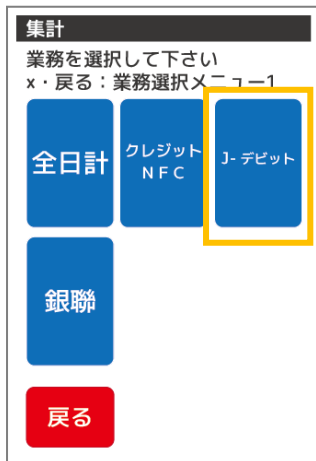 集計
業務を選択して下さい
x・戻る：業務選択メニュー1
全日計
クレジット
NFC
J-デビット
銀聯
戻る